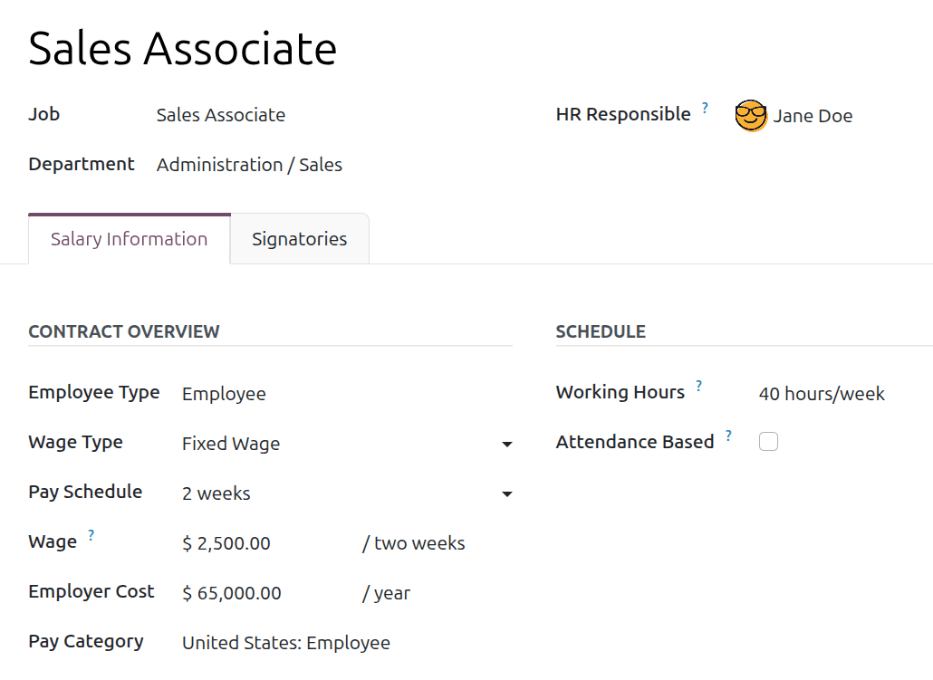 Sales Associate
Job Sales Associate
HR Responsible ? Jane Doe
Department Administration / Sales
Salary Information Signatories
CONTRACT OVERVIEW
Employee Type Employee
Wage Type Fixed Wage
Pay Schedule 2 weeks
Wage ? $ 2,500.00 / two weeks
Employer Cost $ 65,000.00 / year
Pay Category United States: Employee
SCHEDULE
Working Hours ? 40 hours/week
Attendance Based ?